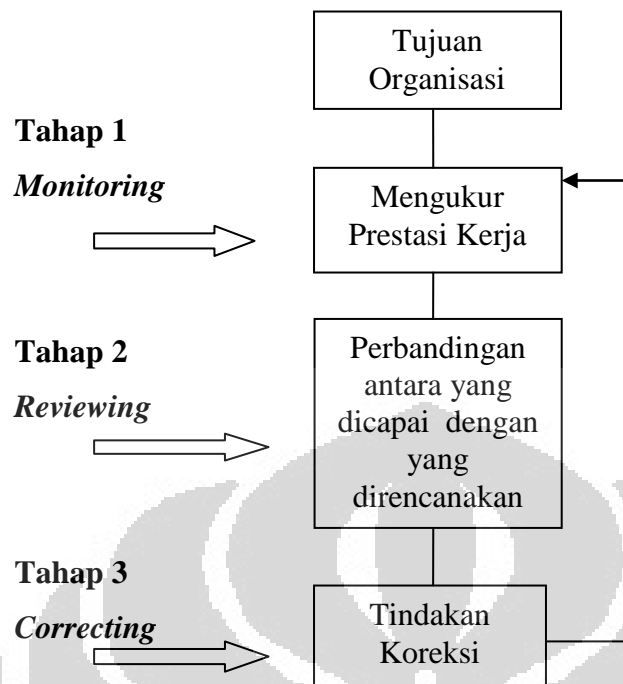 Tujuan
Organisasi
Tahap 1
Monitoring
Mengukur
Prestasi Kerja
Tahap 2
Reviewing
Perbandingan
antara yang
dicapai dengan
yang
direncanakan
Tahap 3
Correcting
Tindakan
Koreksi